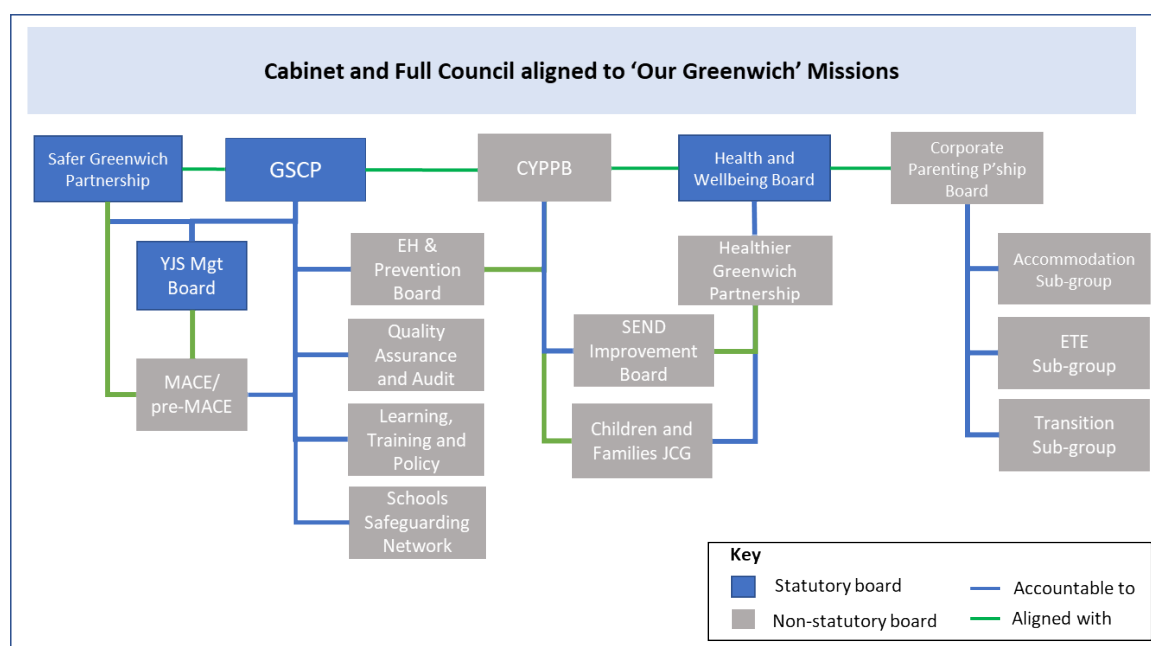 Cabinet and Full Council aligned to ‘Our Greenwich’ Missions
Safer Greenwich
Partnership
GSCP
CYPPB
Health and
Wellbeing Board
Corporate
Parenting P’ship
Board
YJS Mgt
Board
EH &
Prevention
Board
Healthier
Greenwich
Partnership
Accommodation
Sub-group
MACE/
pre-MACE
Quality
Assurance
and Audit
SEND
Improvement
Board
ETE
Sub-group
Learning,
Training and
Policy
Children and
Families JCG
Transition
Sub-group
Schools
Safeguarding
Network
Key
Statutory board
Accountable to
Non-statutory board
Aligned with